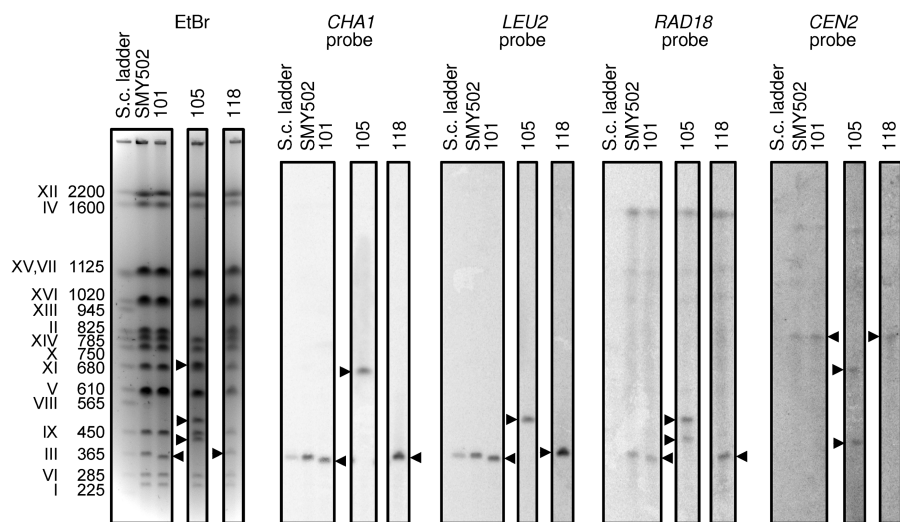 EtBr
CHA1
probe
LEU2
probe
RAD18
probe
CEN2
probe
S.c. ladder
SMY502
101
105
118
S.c. ladder
SMY502
101
105
118
S.c. ladder
SMY502
101
105
118
S.c. ladder
SMY502
101
105
118
S.c. ladder
SMY502
101
105
118
XII 2200
IV 1600
XV,VII 1125
XVI 1020
XIII 945
II 825
XIV 785
X 750
XI 680
V 610
VIII 565
IX 450
III 365
VI 285
I 225